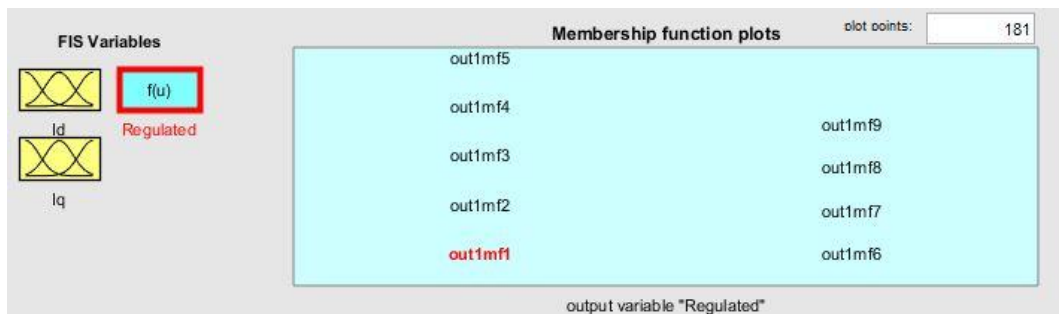 FIS Variables
f(u)
Id
Regulated
Iq
Membership function plots
plot points:
181
out1mf5
out1mf4
out1mf3
out1mf2
out1mf1
out1mf9
out1mf8
out1mf7
out1mf6
output variable "Regulated"